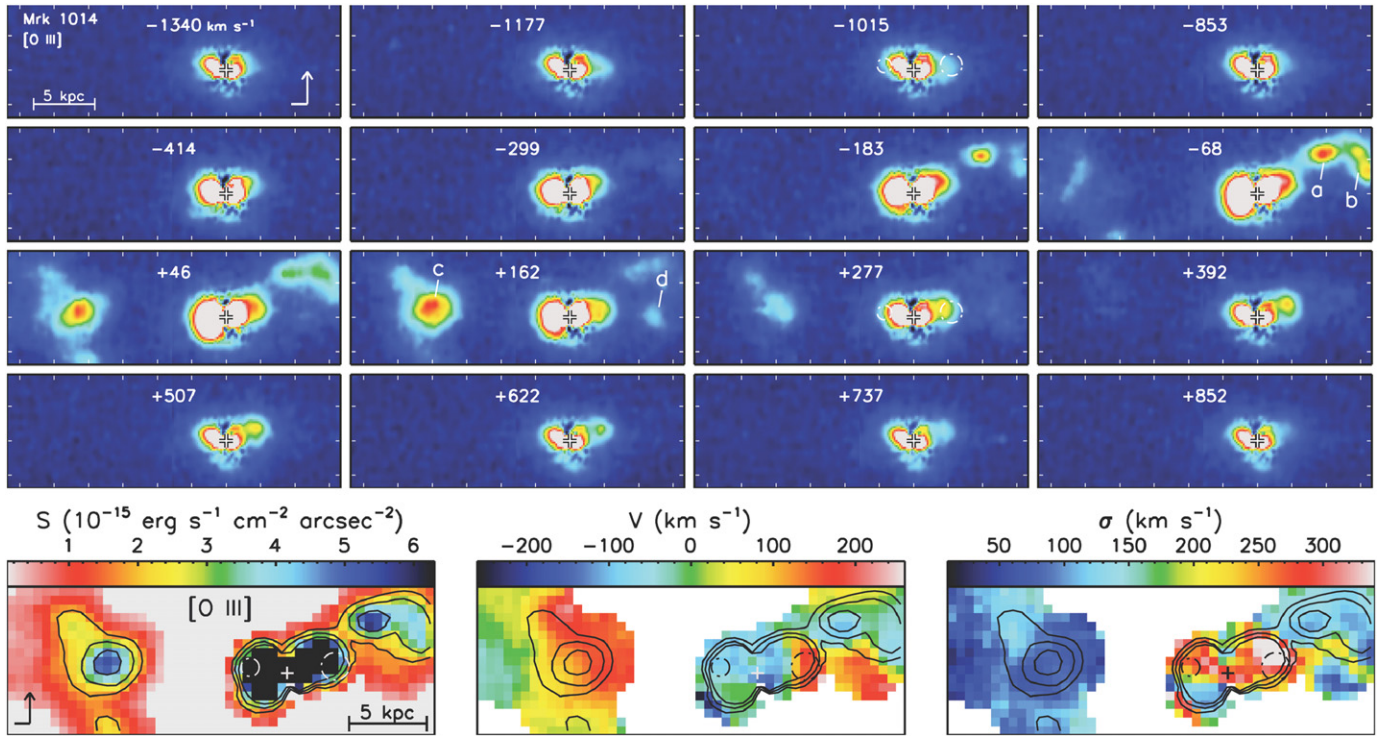 Mrk 1014
[O III]
−1340 km s⁻¹
−1177
−1015
−853
5 kpc
−414
−299
−183
−68
a
b
+46
+162
+277
+392
c
d
+507
+622
+737
+852
S (10⁻¹⁵ erg s⁻¹ cm⁻² arcsec⁻²)
V (km s⁻¹)
σ (km s⁻¹)
1 2 3 4 5 6
−200 −100 0 100 200
50 100 150 200 250 300
[O III]
5 kpc